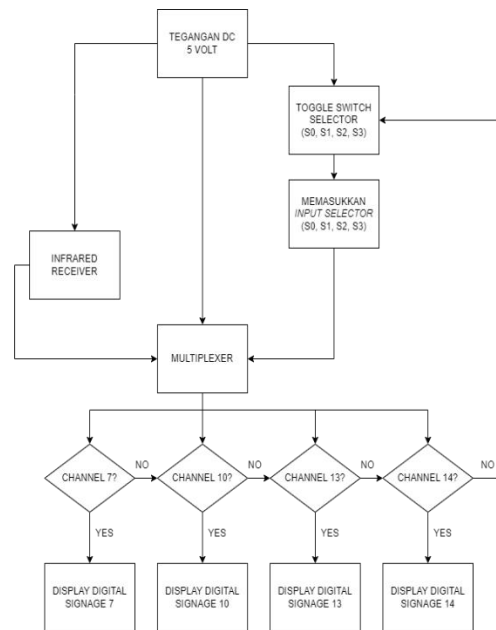 TEGANGAN DC
5 VOLT
TOGGLE SWITCH
SELECTOR
(S0, S1, S2, S3)
MEMASUKKAN
INPUT SELECTOR
(S0, S1, S2, S3)
INFRARED
RECEIVER
MULTIPLEXER
CHANNEL 7?
NO
CHANNEL 10?
NO
CHANNEL 13?
NO
CHANNEL 14?
NO
YES
YES
YES
YES
DISPLAY DIGITAL
SIGNAGE 7
DISPLAY DIGITAL
SIGNAGE 10
DISPLAY DIGITAL
SIGNAGE 13
DISPLAY DIGITAL
SIGNAGE 14